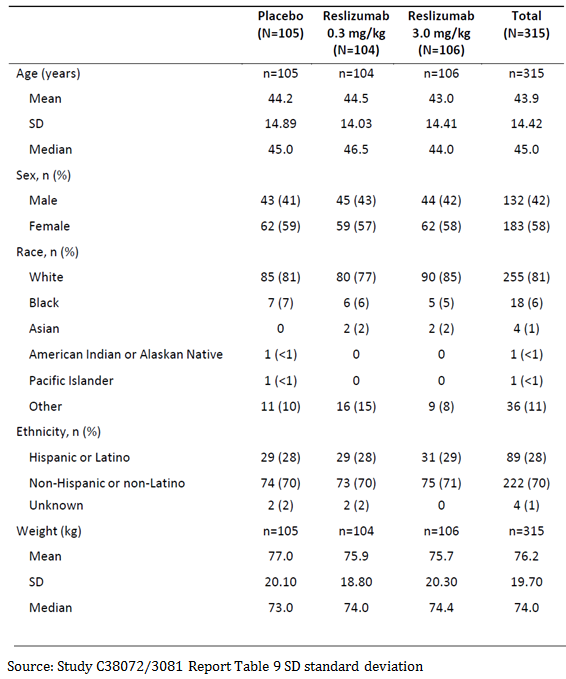 Placebo (N=105) Reslizumab 0.3 mg/kg (N=104) Reslizumab 3.0 mg/kg (N=106) Total (N=315)
Age (years) n=105 n=104 n=106 n=315
Mean 44.2 44.5 43.0 43.9
SD 14.89 14.03 14.41 14.42
Median 45.0 46.5 44.0 45.0
Sex, n (%)
Male 43 (41) 45 (43) 44 (42) 132 (42)
Female 62 (59) 59 (57) 62 (58) 183 (58)
Race, n (%)
White 85 (81) 80 (77) 90 (85) 255 (81)
Black 7 (7) 6 (6) 5 (5) 18 (6)
Asian 0 2 (2) 2 (2) 4 (1)
American Indian or Alaskan Native 1 (<1) 0 0 1 (<1)
Pacific Islander 1 (<1) 0 0 1 (<1)
Other 11 (10) 16 (15) 9 (8) 36 (11)
Ethnicity, n (%)
Hispanic or Latino 29 (28) 29 (28) 31 (29) 89 (28)
Non-Hispanic or non-Latino 74 (70) 73 (70) 75 (71) 222 (70)
Unknown 2 (2) 2 (2) 0 4 (1)
Weight (kg) n=105 n=104 n=106 n=315
Mean 77.0 75.9 75.7 76.2
SD 20.10 18.80 20.30 19.70
Median 73.0 74.0 74.4 74.0
Source: Study C38072/3081 Report Table 9 SD standard deviation